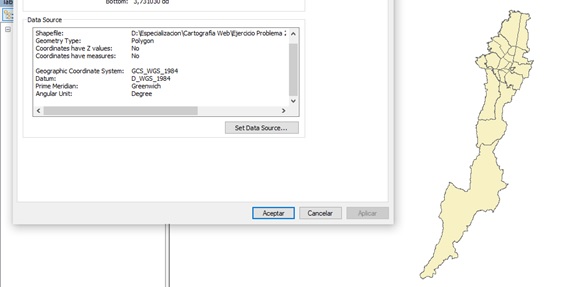 Bottom: 3,731030 dd
Data Source
Shapefile: D:\Especializacion\Cartografia Web\Ejercicio Problema
Geometry Type: Polygon
Coordinates have Z values: No
Coordinates have measures: No
Geographic Coordinate System: GCS_WGS_1984
Datum: D_WGS_1984
Prime Meridian: Greenwich
Angular Unit: Degree
Set Data Source...
Aceptar Cancelar Aplicar